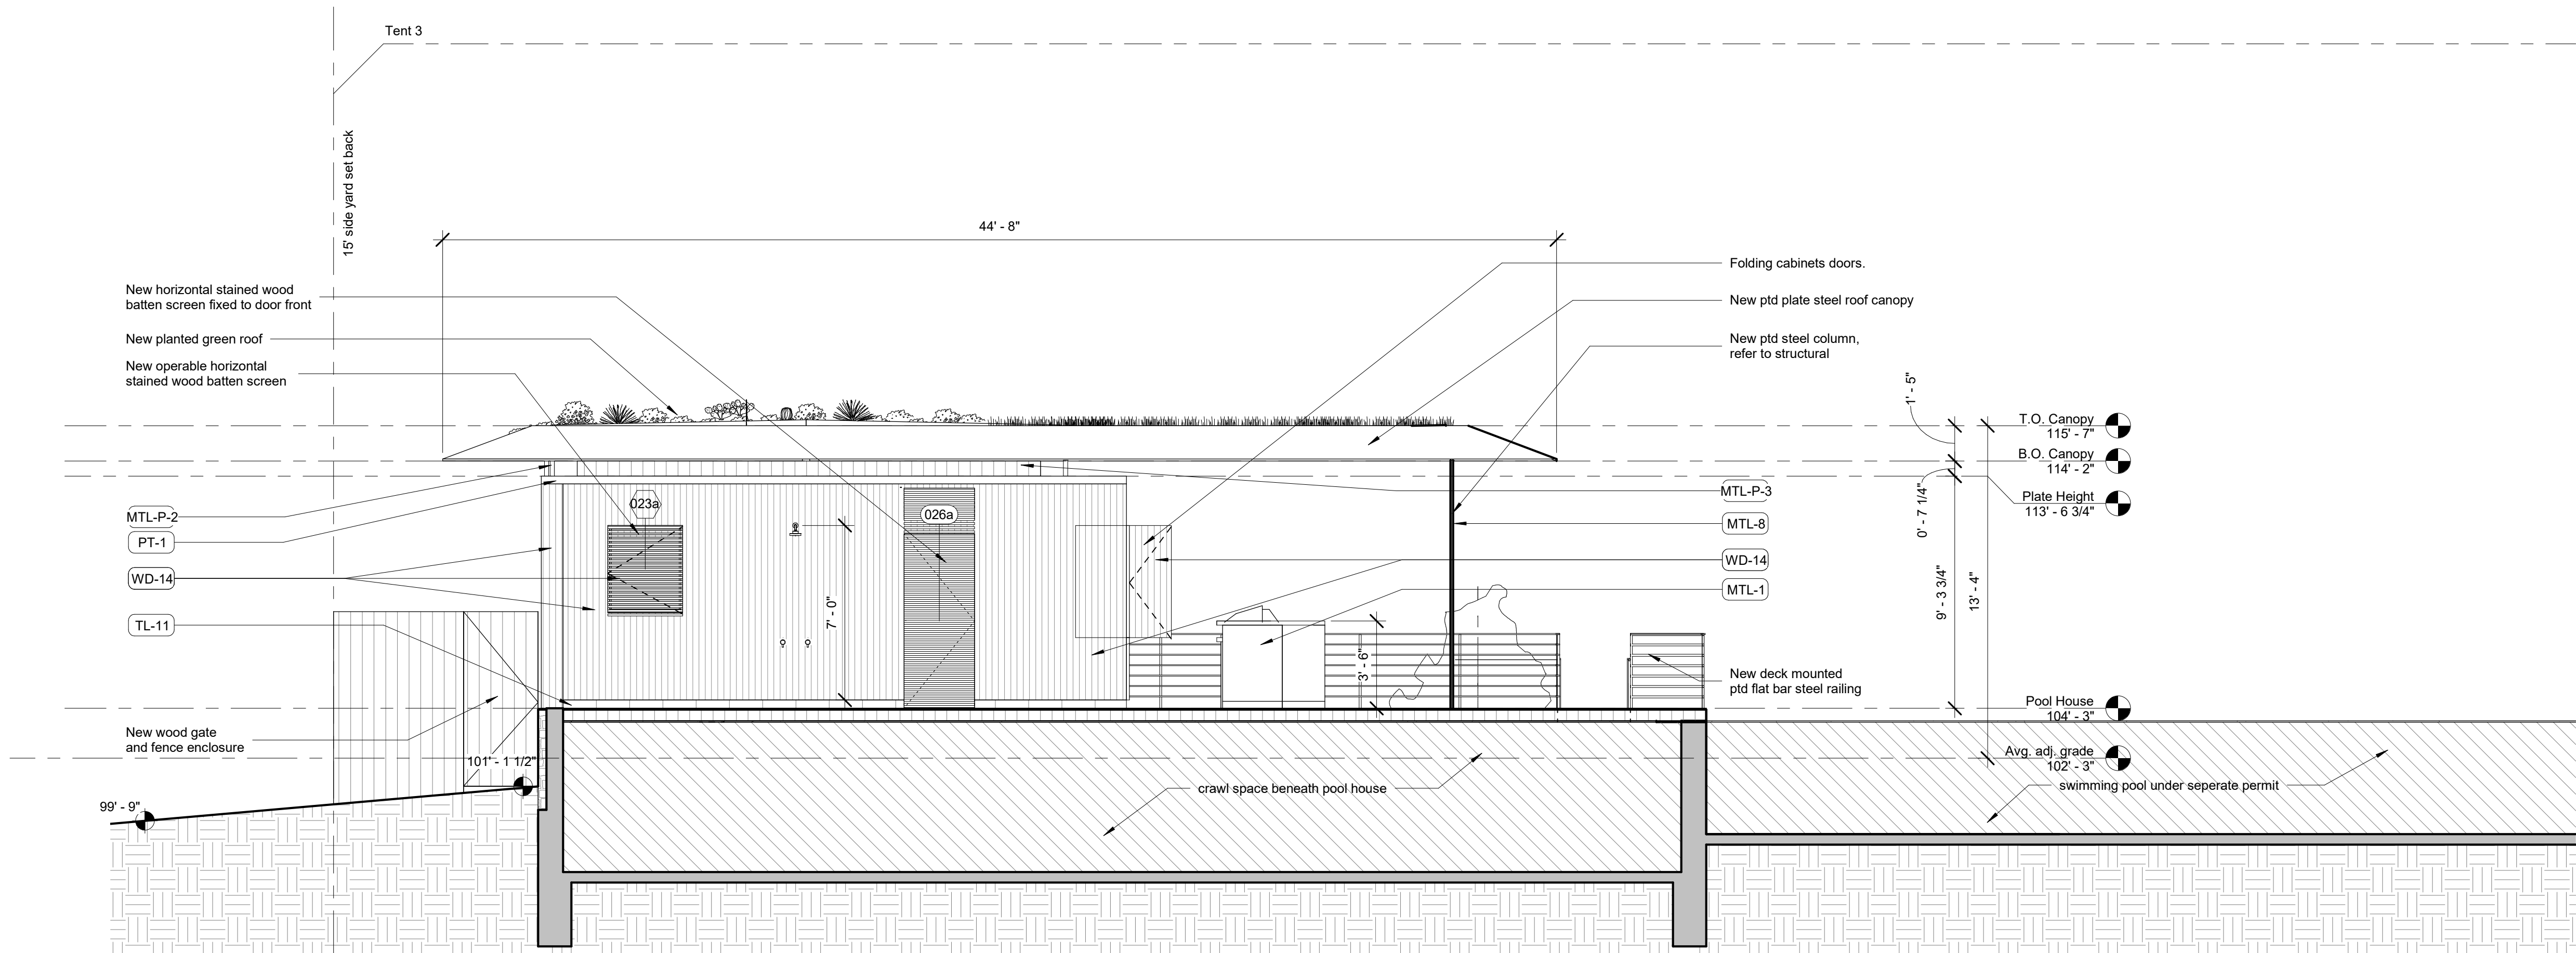 Tent 3
15' side yard set back
44' - 8"
New horizontal stained wood
batten screen fixed to door front
New planted green roof
New operable horizontal
stained wood batten screen
Folding cabinets doors.
New ptd plate steel roof canopy
New ptd steel column,
refer to structural
1' - 5"
T.O. Canopy
115' - 7"
B.O. Canopy
114' - 2"
Plate Height
113' - 6 3/4"
0' - 7 1/4"
9' - 3 3/4"
13' - 4"
MTL-P-2
PT-1
WD-14
TL-11
023a
026a
7' - 0"
3' - 6"
MTL-P-3
MTL-8
WD-14
MTL-1
New deck mounted
ptd flat bar steel railing
Pool House
104' - 3"
Avg. adj. grade
102' - 3"
New wood gate
and fence enclosure
101' - 1 1/2"
99' - 9"
crawl space beneath pool house
swimming pool under seperate permit